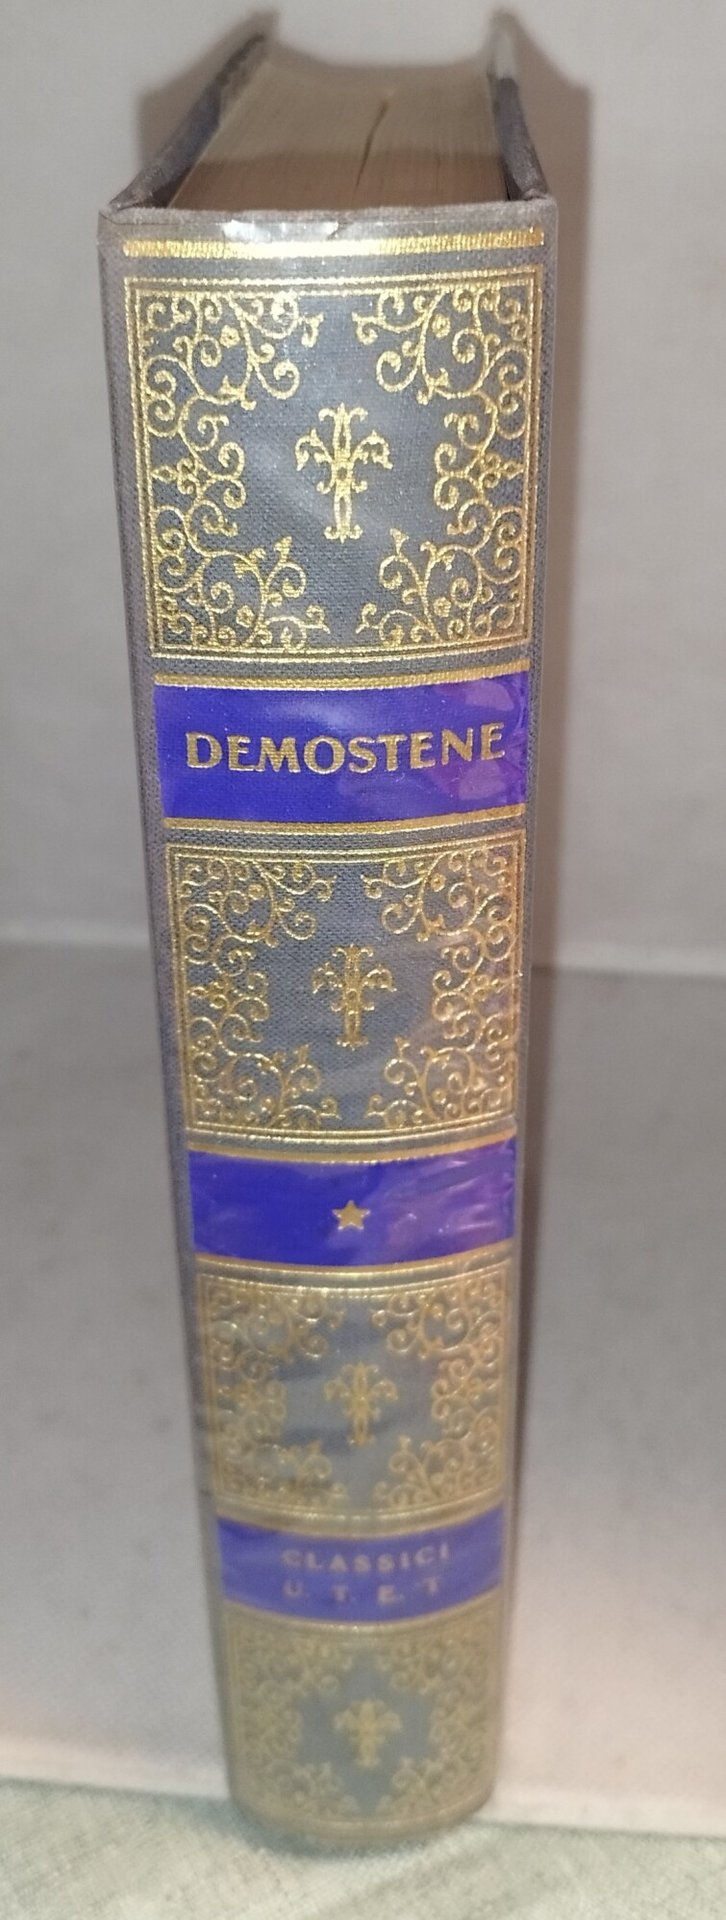 DEMOSTENE
CLASSICI
U. T. E. T.